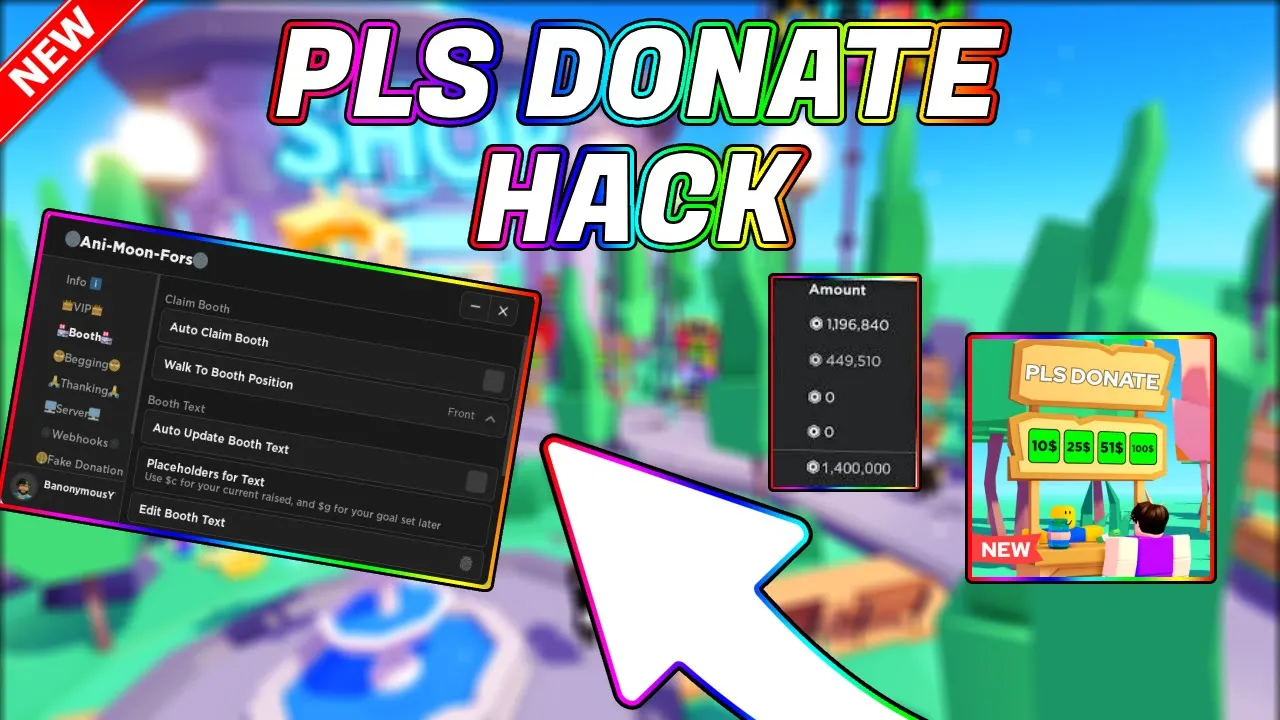 NEW
PLS DONATE
HACK
SHO
Ani-Moon-Fors
Info
VIP
Booth
Begging
Thanking
Server
Webhooks
Fake Donation
BanonymousY
Claim Booth
Auto Claim Booth
Walk To Booth Position
Front
Booth Text
Auto Update Booth Text
Placeholders for Text
Use $c for your current raised, and $g for your goal set later
Edit Booth Text
Amount
1,196,840
449,510
0
0
1,400,000
PLS DONATE
10$ 25$ 51$ 100$
NEW